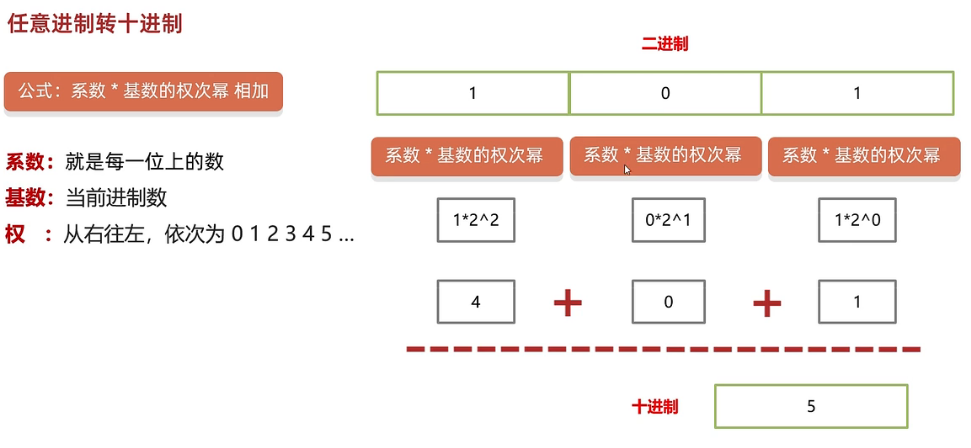 任意进制转十进制
公式：系数 * 基数的权次幂 相加
系数：就是每一位上的数
基数：当前进制数
权 ：从右往左，依次为 0 1 2 3 4 5 ...
二进制
1 0 1
系数 * 基数的权次幂 系数 * 基数的权次幂 系数 * 基数的权次幂
1*2^2 0*2^1 1*2^0
4 + 0 + 1
十进制 5